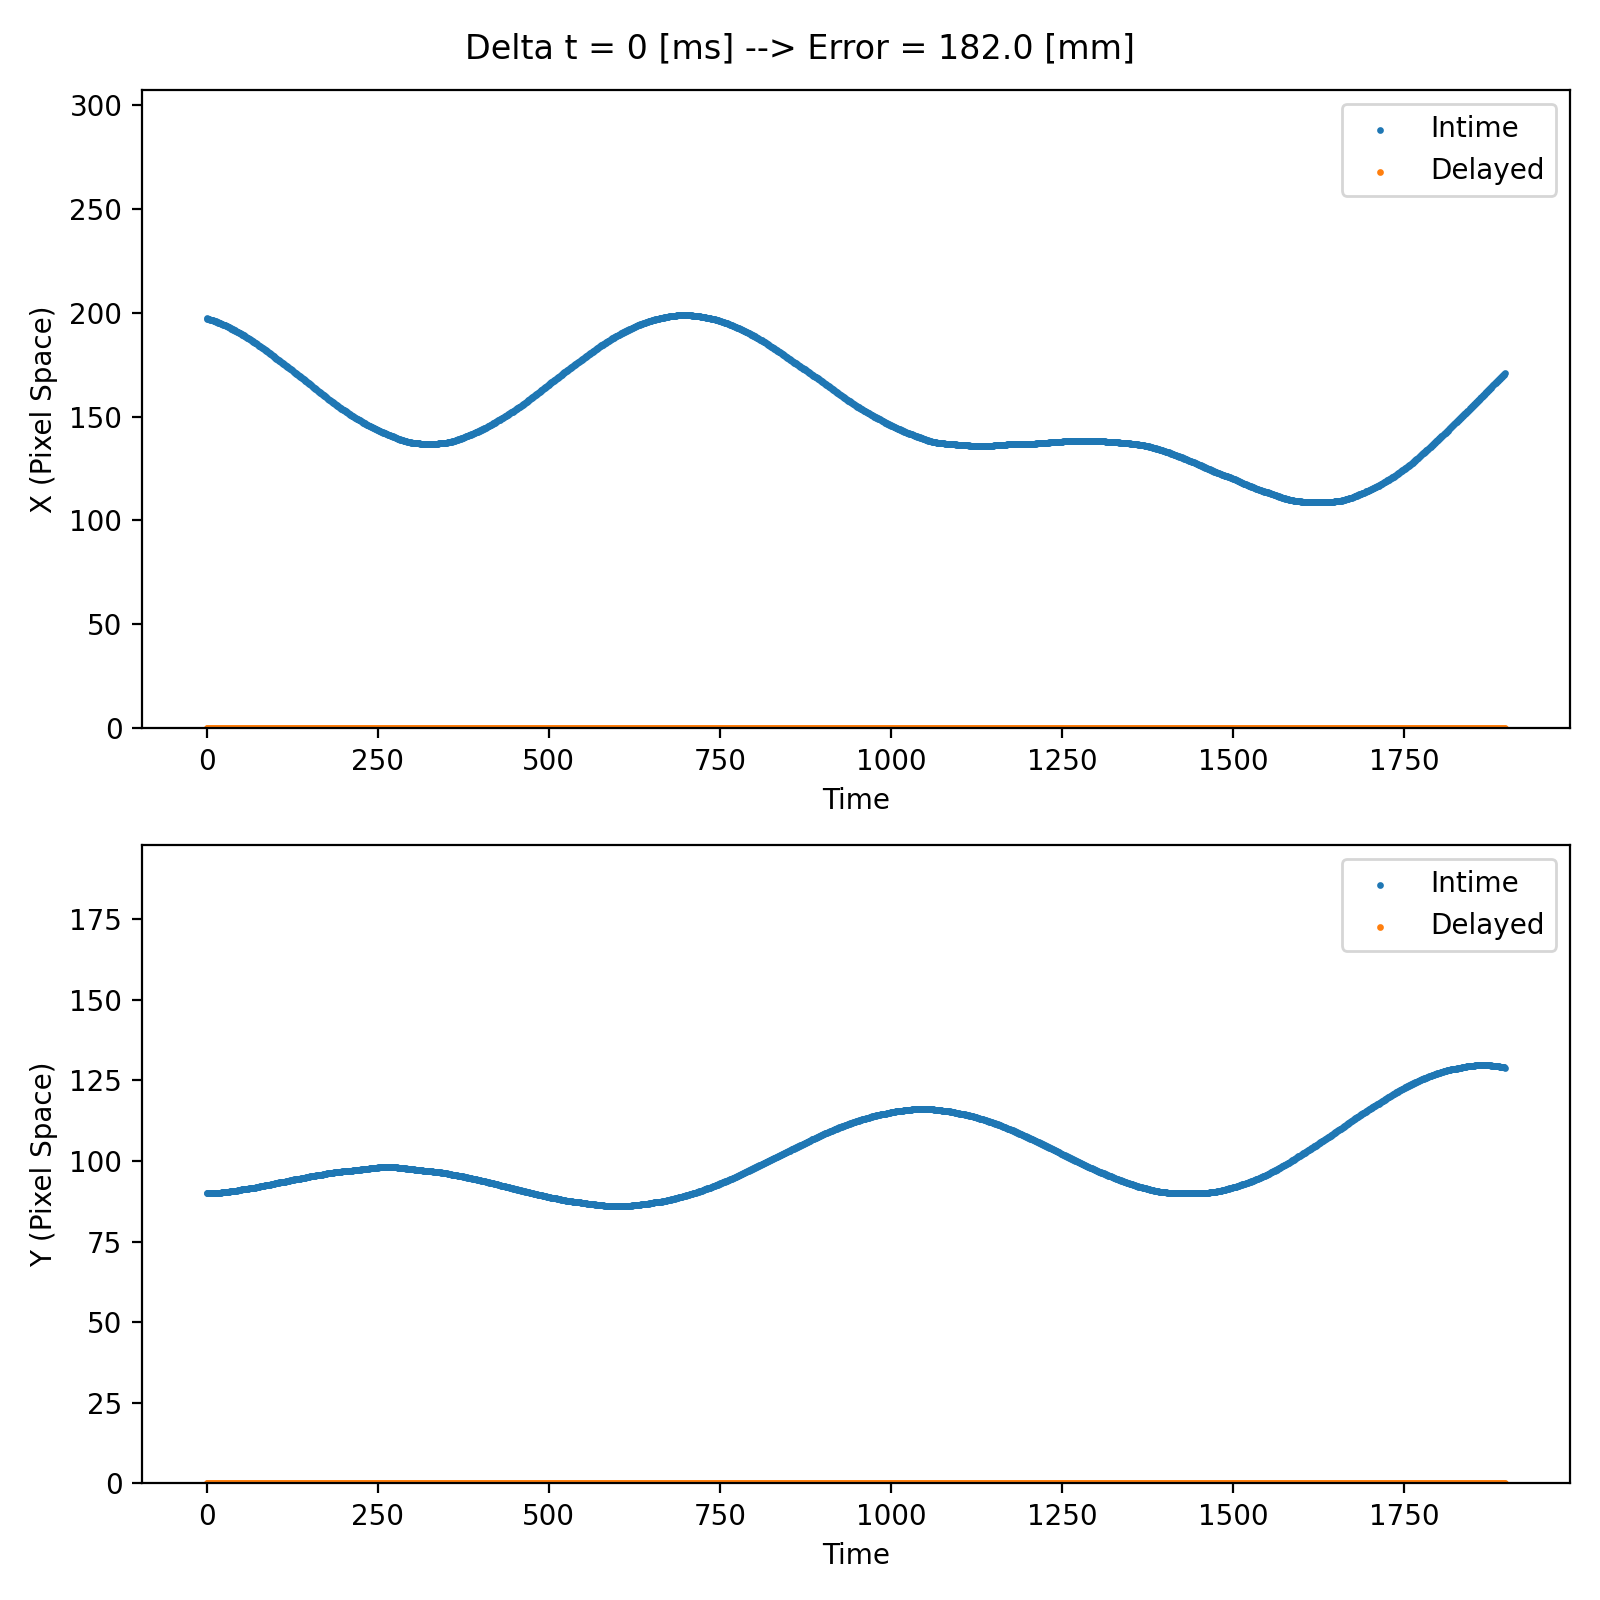 Delta t = 0 [ms] --> Error = 182.0 [mm]
300
250
200
150
100
50
0
X (Pixel Space)
Intime
Delayed
0 250 500 750 1000 1250 1500 1750
Time
175
150
125
100
75
50
25
0
Y (Pixel Space)
Intime
Delayed
0 250 500 750 1000 1250 1500 1750
Time